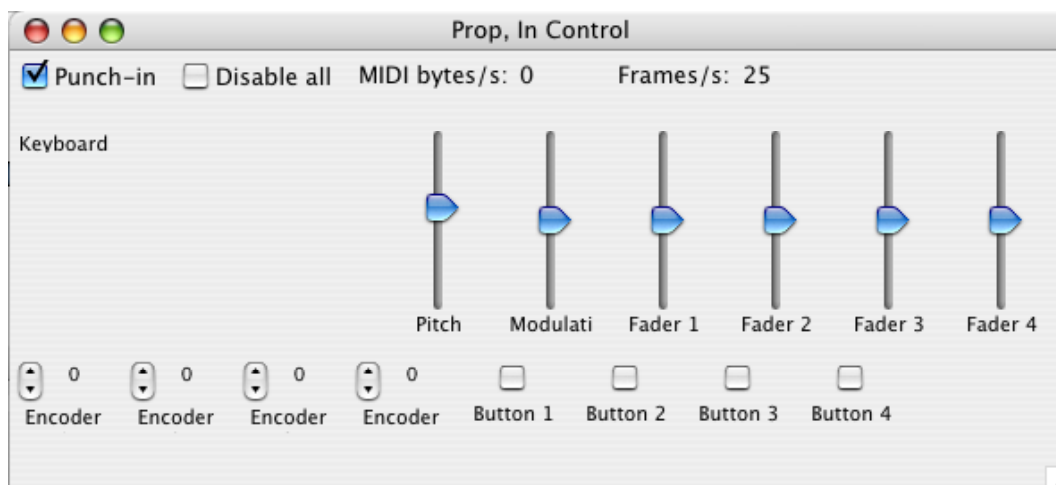 Prop, In Control
Punch-in Disable all MIDI bytes/s: 0 Frames/s: 25
Keyboard
Pitch Modulati Fader 1 Fader 2 Fader 3 Fader 4
0 0 0 0
Encoder Encoder Encoder Encoder Button 1 Button 2 Button 3 Button 4